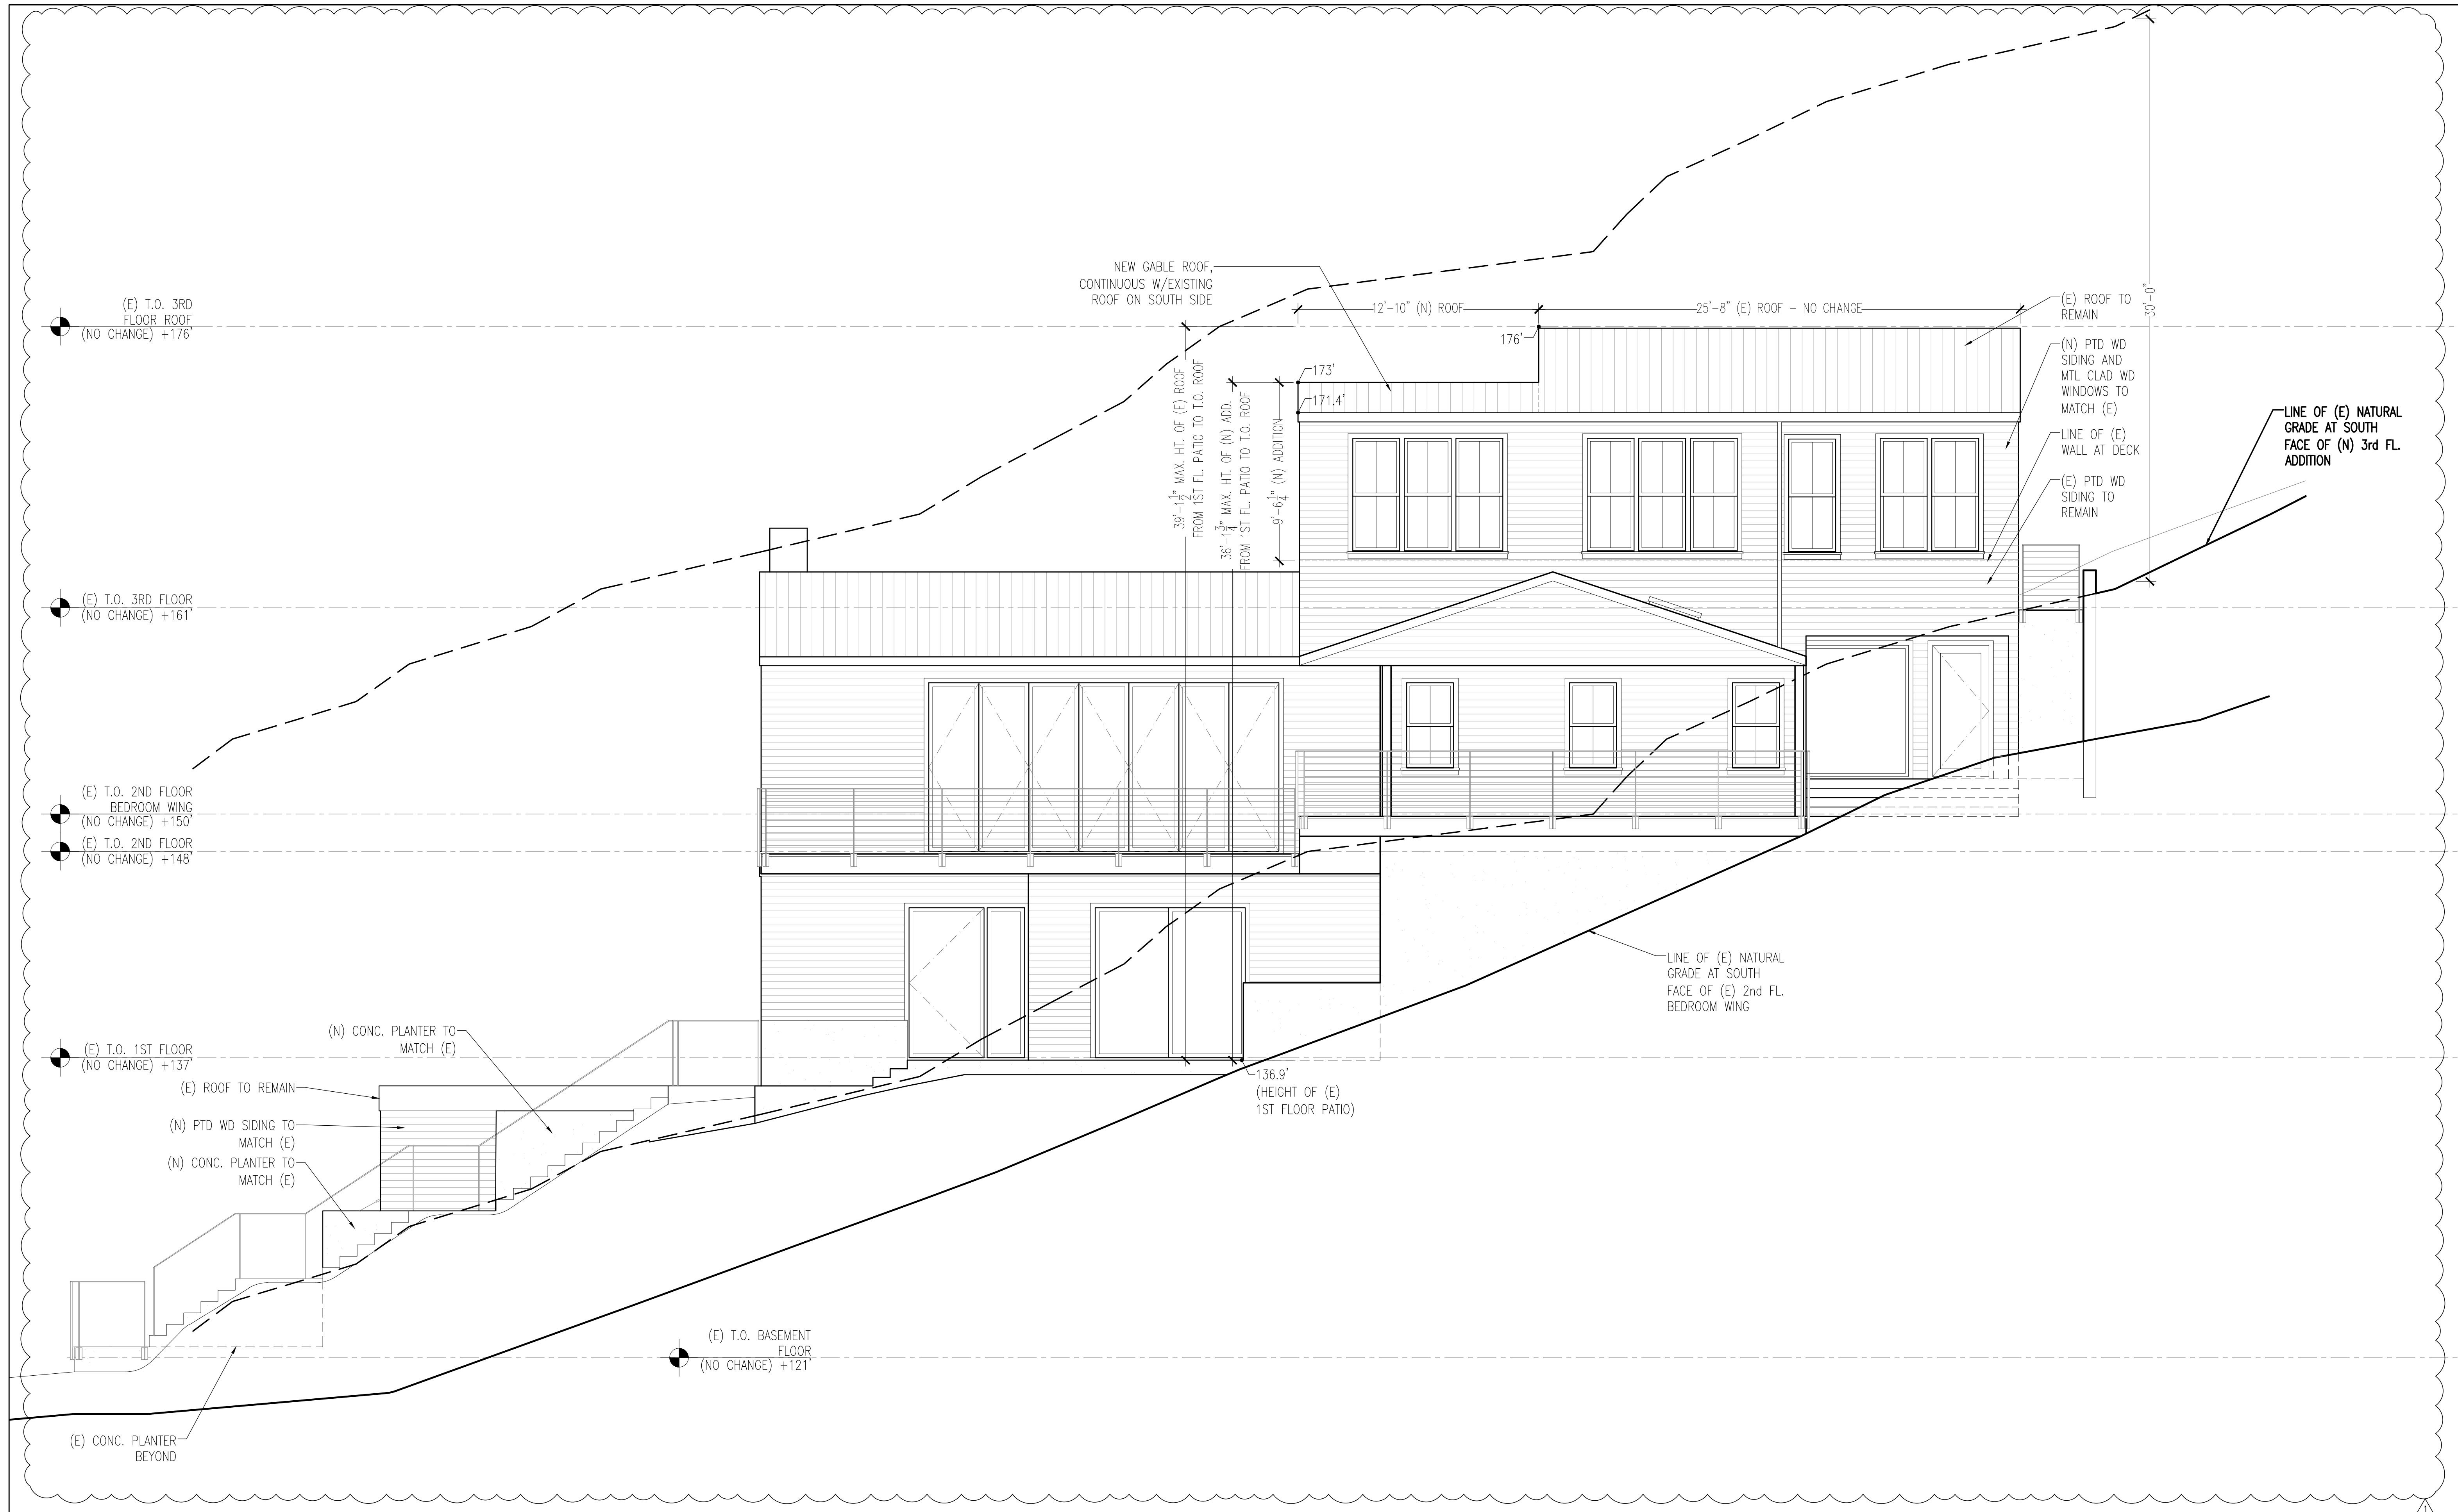 (E) T.O. 3RD
FLOOR ROOF
(NO CHANGE) +176'
NEW GABLE ROOF,
CONTINUOUS W/EXISTING
ROOF ON SOUTH SIDE
12'-10" (N) ROOF
25'-8" (E) ROOF - NO CHANGE
30'-0"
(E) ROOF TO
REMAIN
176'
173'
171.4'
(N) PTD WD
SIDING AND
MTL CLAD WD
WINDOWS TO
MATCH (E)
LINE OF (E)
WALL AT DECK
(E) PTD WD
SIDING TO
REMAIN
LINE OF (E) NATURAL
GRADE AT SOUTH
FACE OF (N) 3rd FL.
ADDITION
39'-1 1/2" MAX. HT. OF (E) ROOF
FROM 1ST FL. PATIO TO T.O. ROOF
36'-1 3/4" MAX. HT. OF (N) ADD.
FROM 1ST FL. PATIO TO T.O. ROOF
9'-6 1/4" (N) ADDITION
(E) T.O. 3RD FLOOR
(NO CHANGE) +161'
(E) T.O. 2ND FLOOR
BEDROOM WING
(NO CHANGE) +150'
(E) T.O. 2ND FLOOR
(NO CHANGE) +148'
LINE OF (E) NATURAL
GRADE AT SOUTH
FACE OF (E) 2nd FL.
BEDROOM WING
(E) T.O. 1ST FLOOR
(NO CHANGE) +137'
(N) CONC. PLANTER TO
MATCH (E)
136.9'
(HEIGHT OF (E)
1ST FLOOR PATIO)
(E) ROOF TO REMAIN
(N) PTD WD SIDING TO
MATCH (E)
(N) CONC. PLANTER TO
MATCH (E)
(E) T.O. BASEMENT
FLOOR
(NO CHANGE) +121'
(E) CONC. PLANTER
BEYOND
1